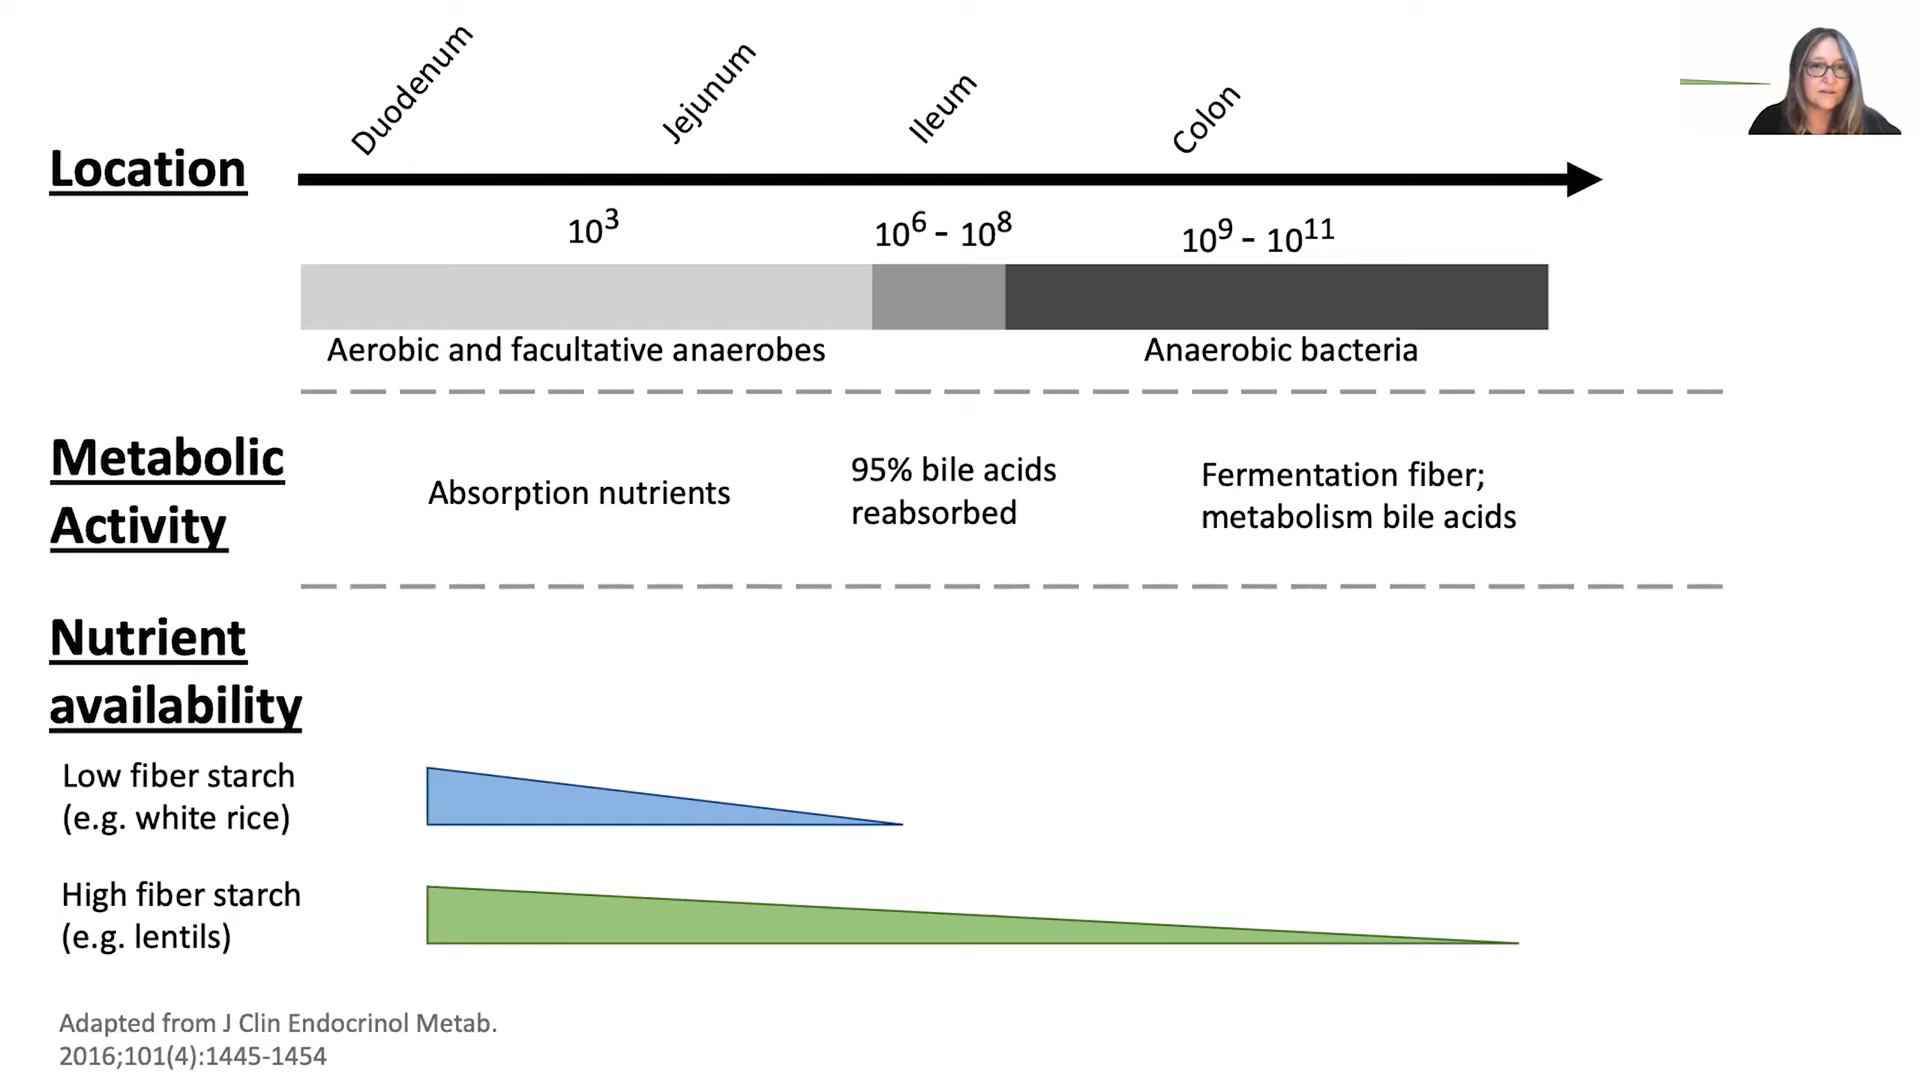 Duodenum
Jejunum
Ileum
Colon
Location
10³
10⁶ - 10⁸
10⁹ - 10¹¹
Aerobic and facultative anaerobes
Anaerobic bacteria
Metabolic
Activity
Absorption nutrients
95% bile acids
reabsorbed
Fermentation fiber;
metabolism bile acids
Nutrient
availability
Low fiber starch
(e.g. white rice)
High fiber starch
(e.g. lentils)
Adapted from J Clin Endocrinol Metab.
2016;101(4):1445-1454